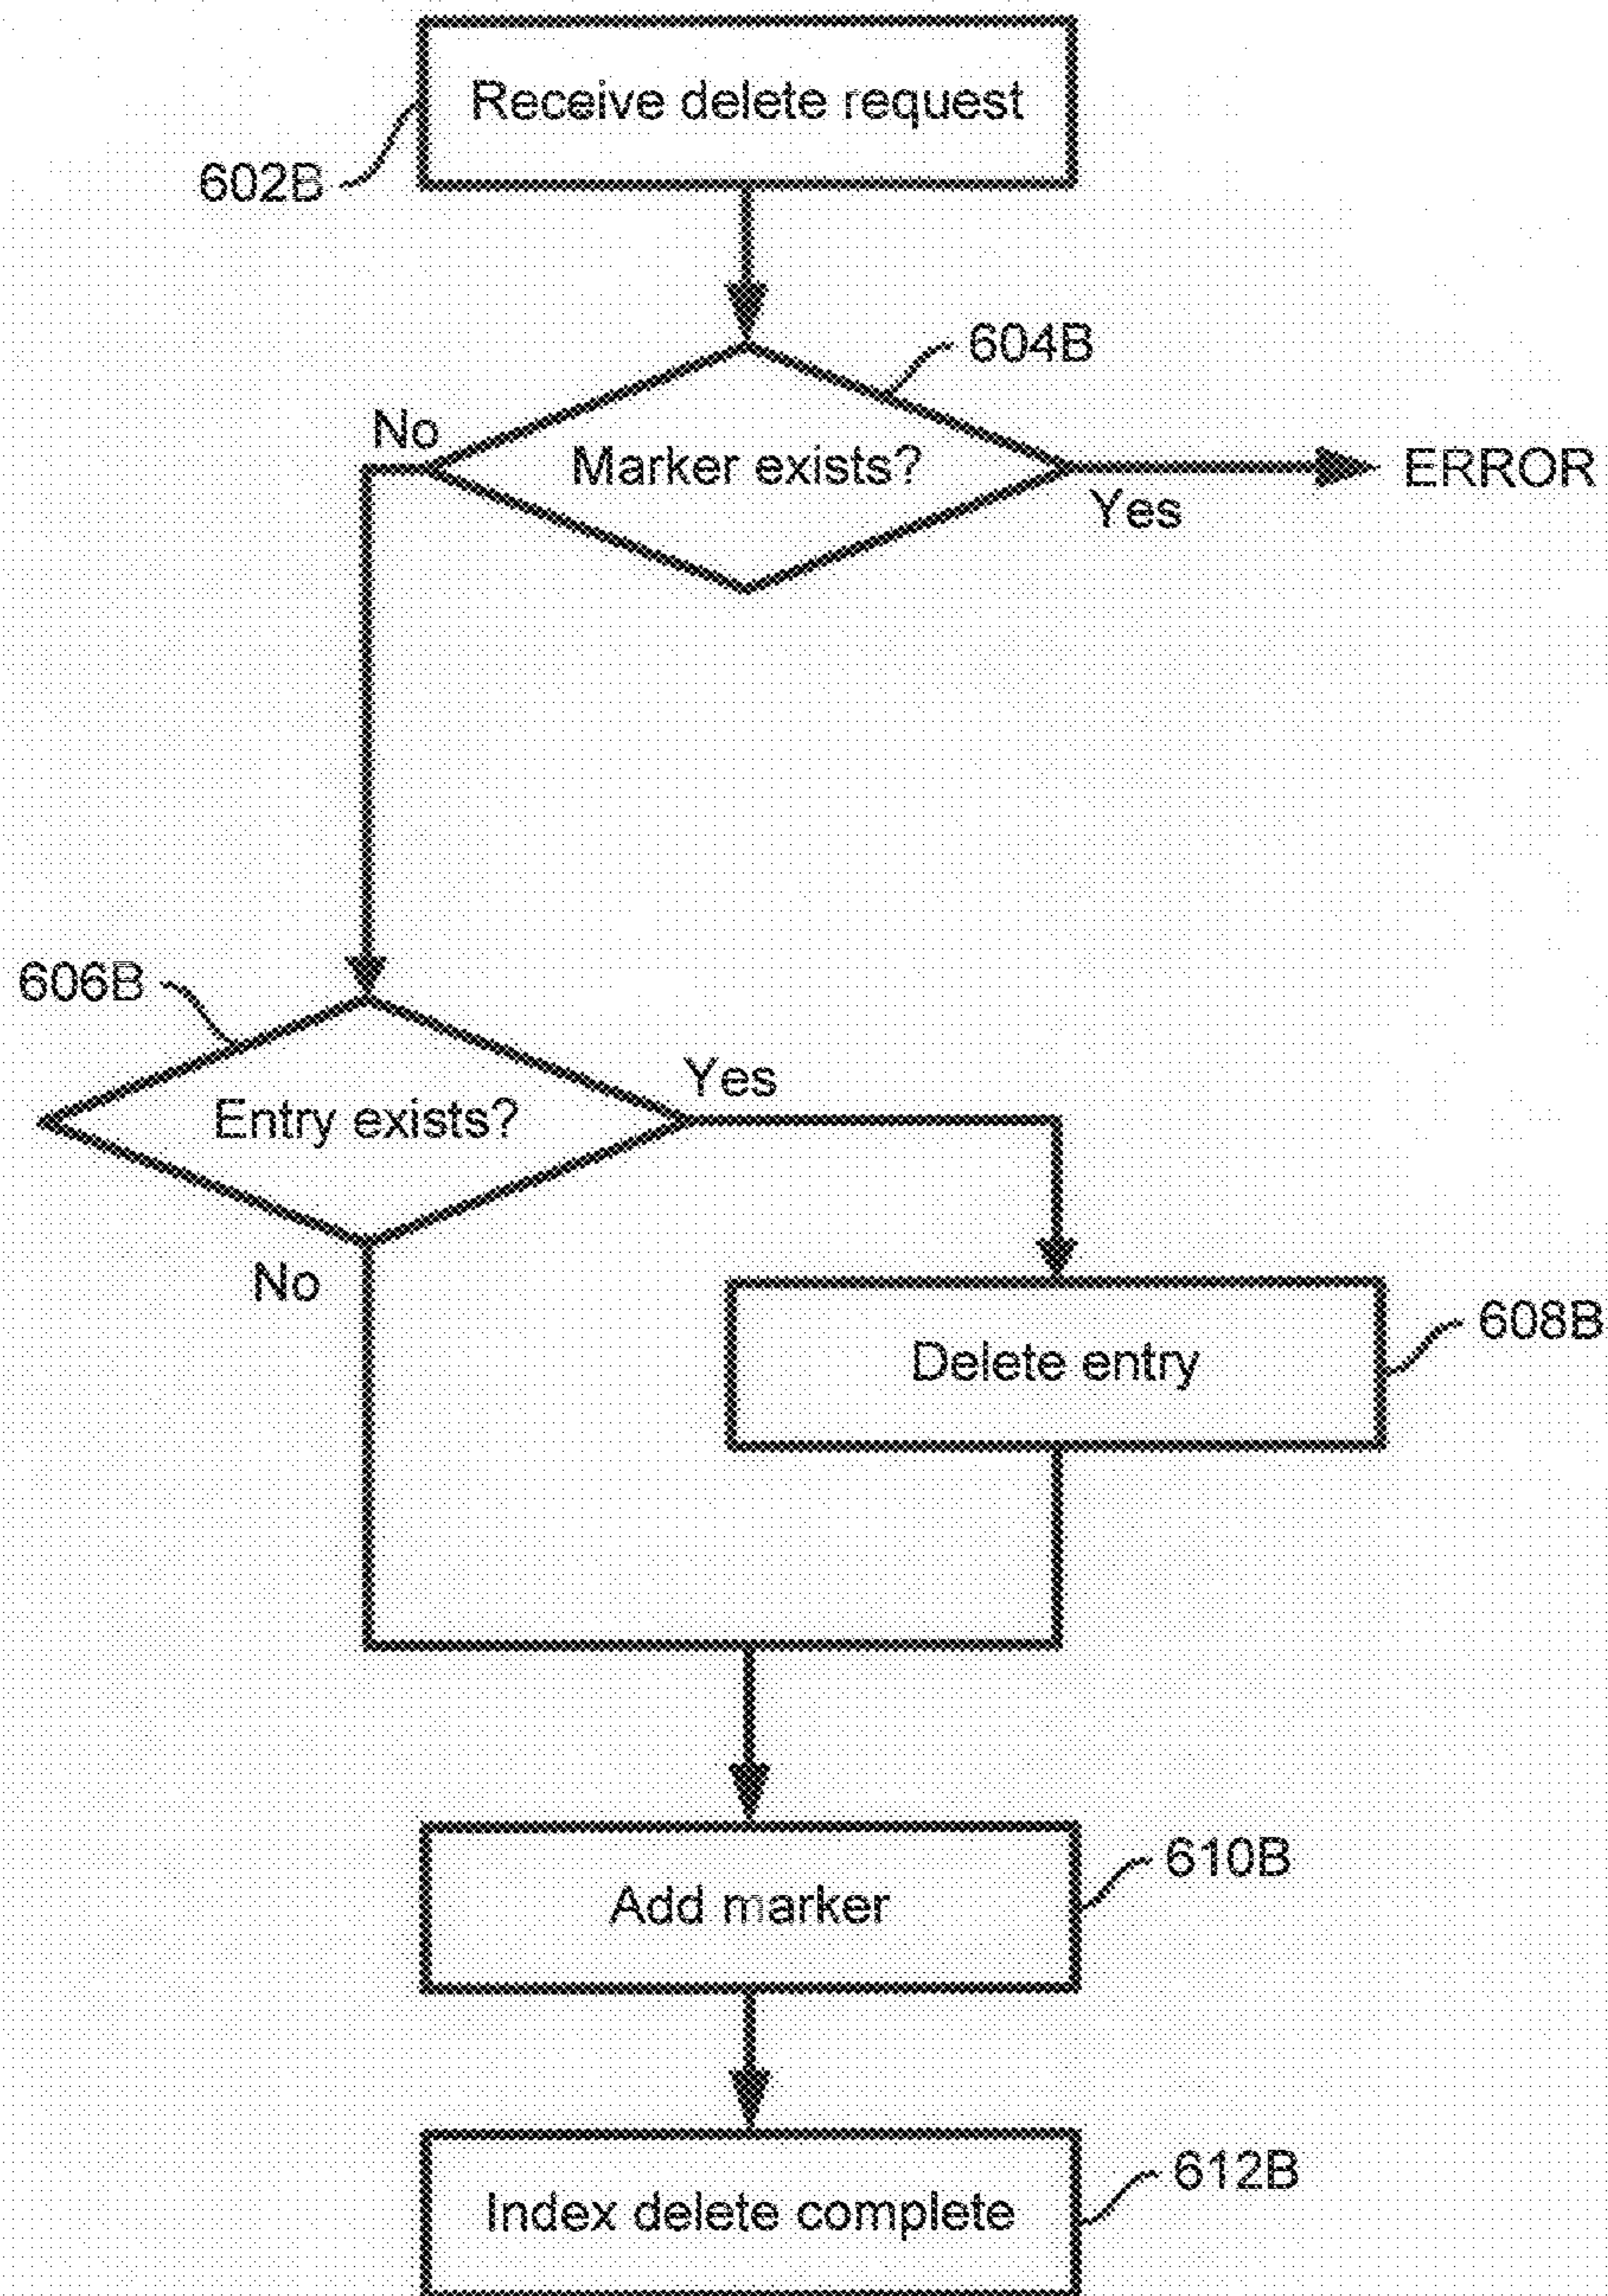 Receive delete request
602B
604B
No
Marker exists?
ERROR
Yes
606B
Yes
Entry exists?
No
608B
Delete entry
610B
Add marker
612B
Index delete complete